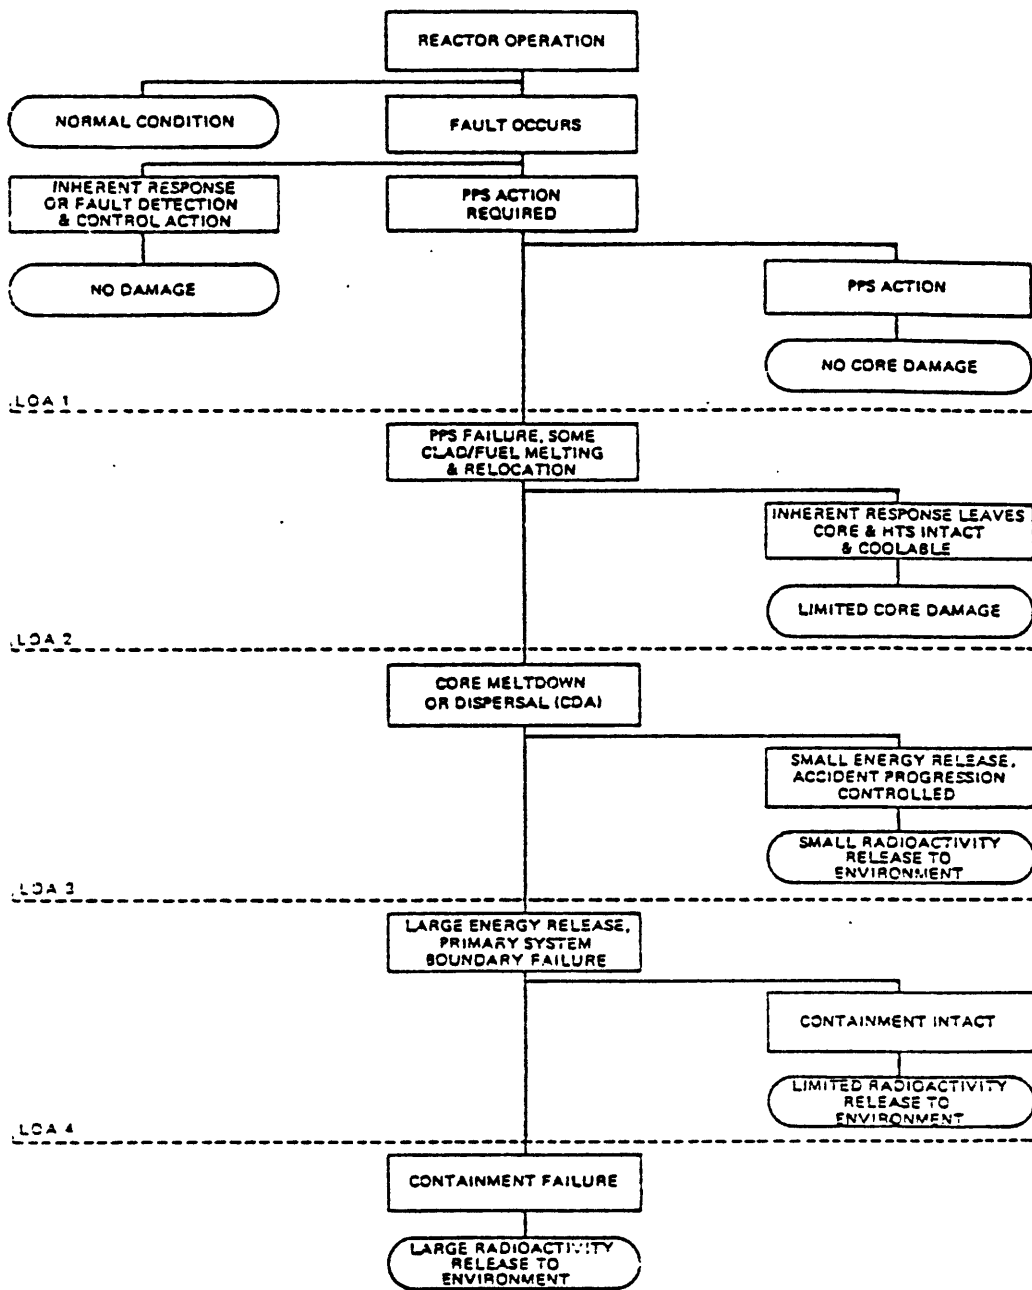 REACTOR OPERATION
NORMAL CONDITION
FAULT OCCURS
INHERENT RESPONSE
OR FAULT DETECTION
& CONTROL ACTION
PPS ACTION
REQUIRED
NO DAMAGE
PPS ACTION
NO CORE DAMAGE
LOA 1
PPS FAILURE, SOME
CLAD/FUEL MELTING
& RELOCATION
INHERENT RESPONSE LEAVES
CORE & HTS INTACT
& COOLABLE
LIMITED CORE DAMAGE
LOA 2
CORE MELTDOWN
OR DISPERSAL (CDA)
SMALL ENERGY RELEASE,
ACCIDENT PROGRESSION
CONTROLLED
SMALL RADIOACTIVITY
RELEASE TO
ENVIRONMENT
LOA 3
LARGE ENERGY RELEASE,
PRIMARY SYSTEM
BOUNDARY FAILURE
CONTAINMENT INTACT
LIMITED RADIOACTIVITY
RELEASE TO
ENVIRONMENT
LOA 4
CONTAINMENT FAILURE
LARGE RADIOACTIVITY
RELEASE TO
ENVIRONMENT